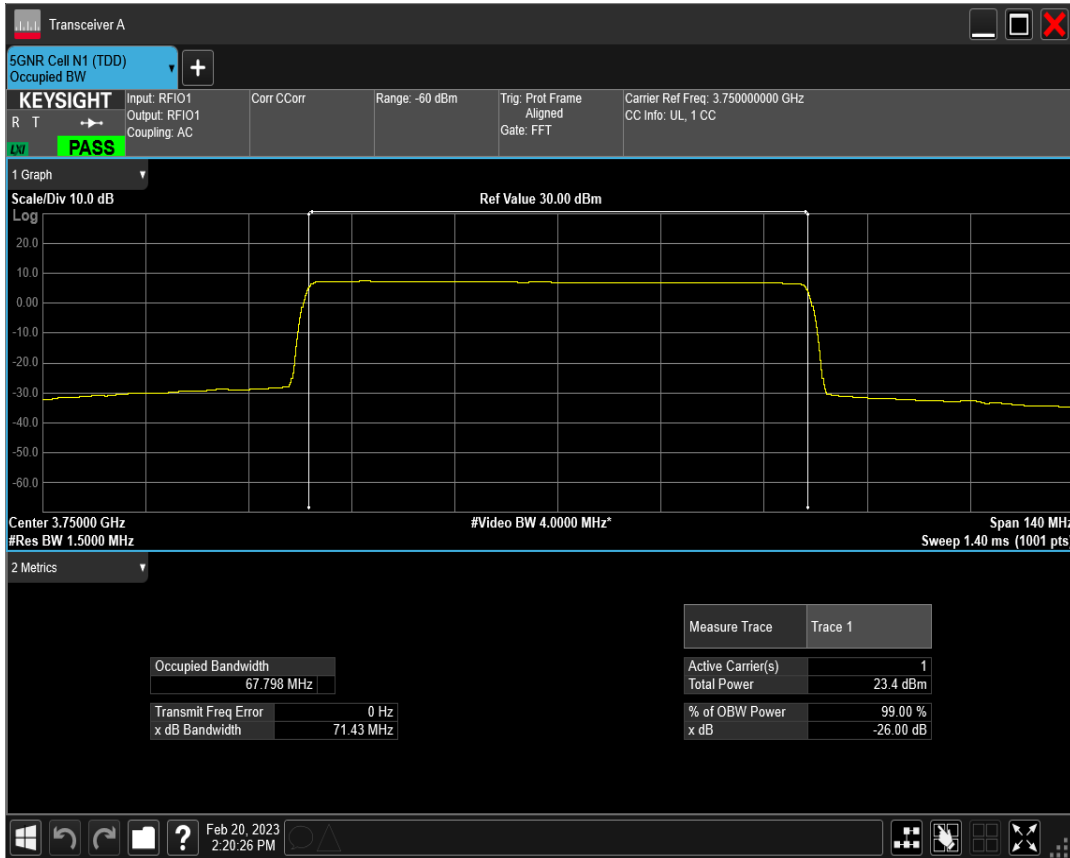 Transceiver A
5GNR Cell N1 (TDD)
Occupied BW
+
KEYSIGHT
R T
LXI
PASS
Input: RFIO1
Output: RFIO1
Coupling: AC
Corr CCorr
Range: -60 dBm
Trig: Prot Frame
Aligned
Gate: FFT
Carrier Ref Freq: 3.750000000 GHz
CC Info: UL, 1 CC
1 Graph
Scale/Div 10.0 dB
Ref Value 30.00 dBm
Log
20.0
10.0
0.00
-10.0
-20.0
-30.0
-40.0
-50.0
-60.0
Center 3.75000 GHz
#Video BW 4.0000 MHz*
Span 140 MHz
#Res BW 1.5000 MHz
Sweep 1.40 ms (1001 pts)
2 Metrics
Measure Trace Trace 1
Occupied Bandwidth
67.798 MHz
Active Carrier(s) 1
Total Power 23.4 dBm
Transmit Freq Error 0 Hz
x dB Bandwidth 71.43 MHz
% of OBW Power 99.00 %
x dB -26.00 dB
?
Feb 20, 2023
2:20:26 PM